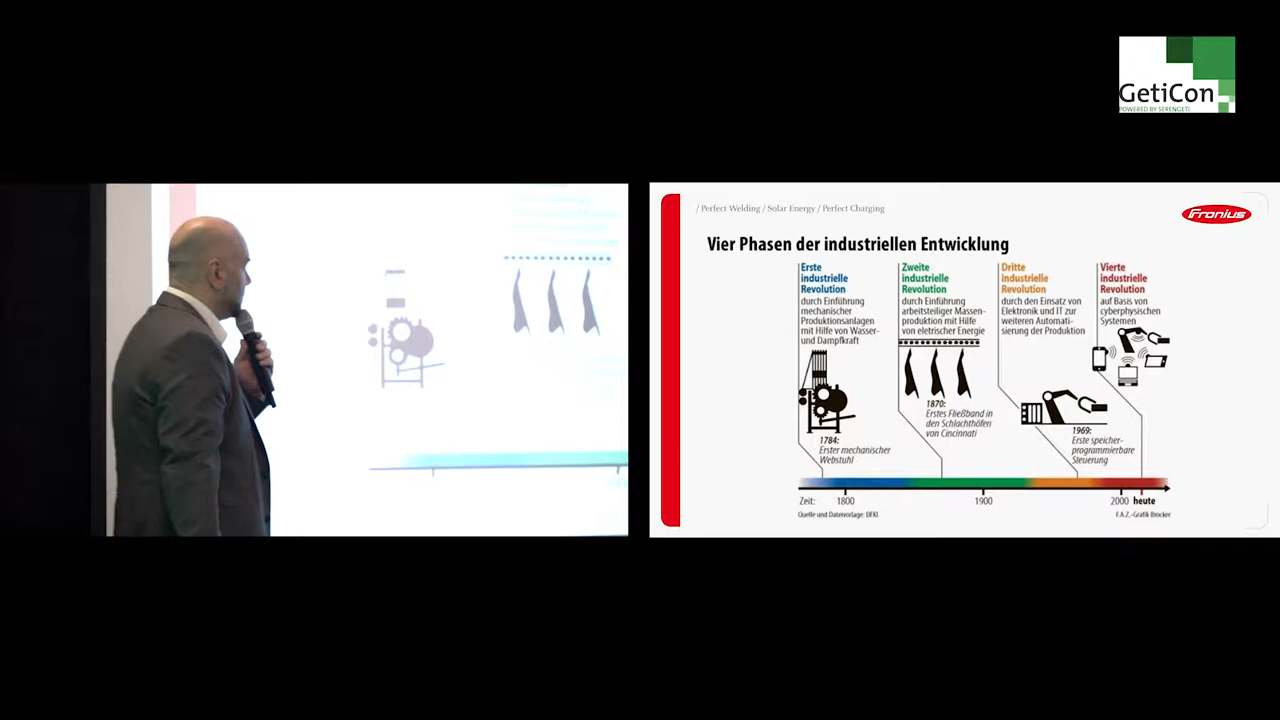 GetiCon
POWERED BY SERENGETI
/ Perfect Welding / Solar Energy / Perfect Charging
Fronius
Vier Phasen der industriellen Entwicklung
Erste
industrielle
Revolution
durch Einführung
mechanischer
Produktionsanlagen
mit Hilfe von Wasser-
und Dampfkraft
1784:
Erster mechanischer
Webstuhl
Zweite
industrielle
Revolution
durch Einführung
arbeitsteiliger Massen-
produktion mit Hilfe
von eletrischer Energie
1870:
Erstes Fließband in
den Schlachthöfen
von Cincinnati
Dritte
industrielle
Revolution
durch den Einsatz von
Elektronik und IT zur
weiteren Automati-
sierung der Produktion
1969:
Erste speicher-
programmierbare
Steuerung
Vierte
industrielle
Revolution
auf Basis von
cyberphysischen
Systemen
Zeit: 1800 1900 2000 heute
Quelle und Dateivorlage: DFKI F.A.Z.-Grafik Brocker